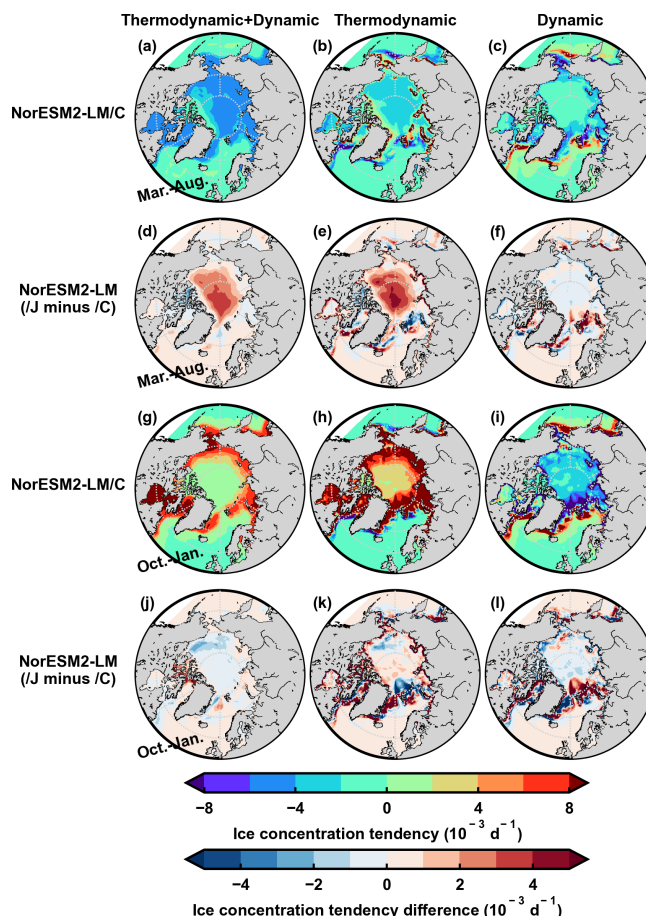 Thermodynamic+Dynamic Thermodynamic Dynamic
(a) (b) (c)
NorESM2-LM/C
Mar.-Aug.
(d) (e) (f)
NorESM2-LM
(/J minus /C)
Mar.-Aug.
(g) (h) (i)
NorESM2-LM/C
Oct.-Jan.
(j) (k) (l)
NorESM2-LM
(/J minus /C)
Oct.-Jan.
−8 −4 0 4 8
Ice concentration tendency (10⁻³ d⁻¹)
−4 −2 0 2 4
Ice concentration tendency difference (10⁻³ d⁻¹)